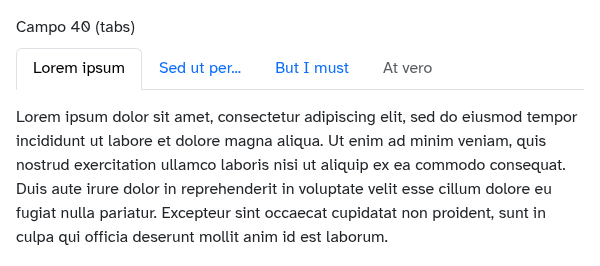 Campo 40 (tabs)
Lorem ipsum Sed ut per... But I must At vero
Lorem ipsum dolor sit amet, consectetur adipiscing elit, sed do eiusmod tempor
incididunt ut labore et dolore magna aliqua. Ut enim ad minim veniam, quis
nostrud exercitation ullamco laboris nisi ut aliquip ex ea commodo consequat.
Duis aute irure dolor in reprehenderit in voluptate velit esse cillum dolore eu
fugiat nulla pariatur. Excepteur sint occaecat cupidatat non proident, sunt in
culpa qui officia deserunt mollit anim id est laborum.